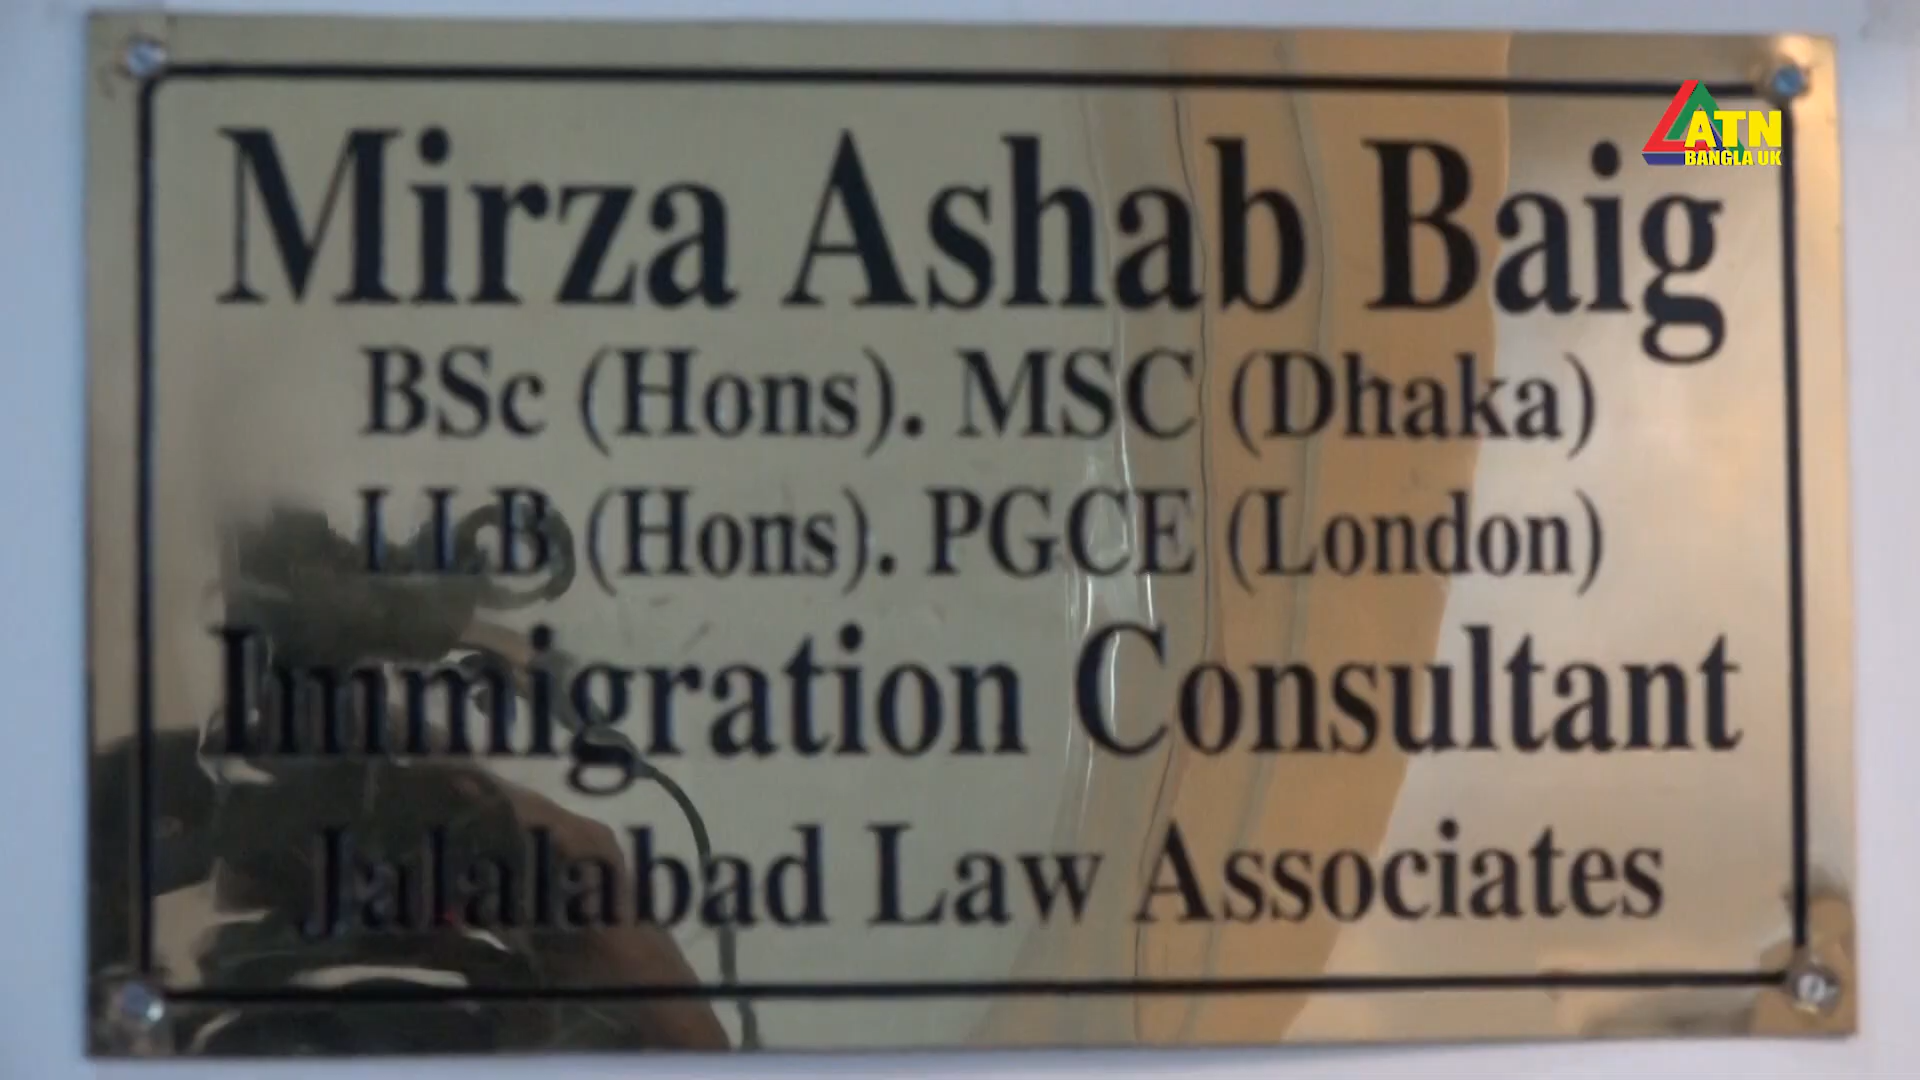 Mirza Ashab Baig
BSc (Hons). MSC (Dhaka)
LLB (Hons). PGCE (London)
Immigration Consultant
Jalalabad Law Associates
ATN
BANGLA UK